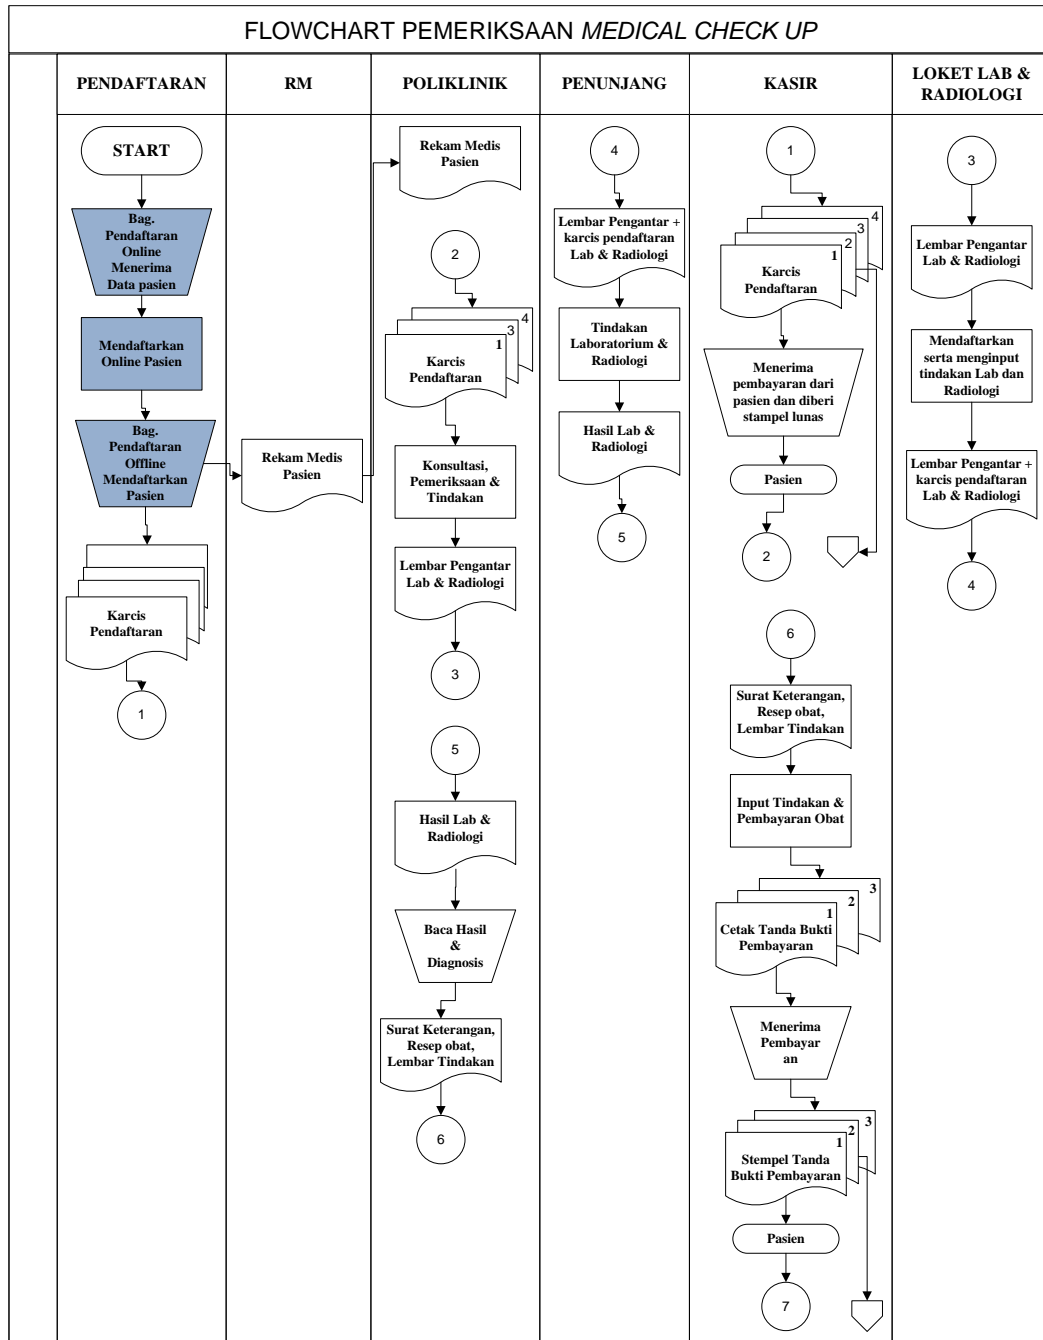 FLOWCHART PEMERIKSAAN MEDICAL CHECK UP
PENDAFTARAN
RM
POLIKLINIK
PENUNJANG
KASIR
LOKET LAB &
RADIOLOGI
START
Bag.
Pendaftaran
Online
Menerima
Data pasien
Mendaftarkan
Online Pasien
Bag.
Pendaftaran
Offline
Mendaftarkan
Pasien
Karcis
Pendaftaran
1
Rekam Medis
Pasien
Rekam Medis
Pasien
2
4
3
1
Karcis
Pendaftaran
Konsultasi,
Pemeriksaan &
Tindakan
Lembar Pengantar
Lab & Radiologi
3
5
Hasil Lab &
Radiologi
Baca Hasil
&
Diagnosis
Surat Keterangan,
Resep obat,
Lembar Tindakan
6
4
Lembar Pengantar +
karcis pendaftaran
Lab & Radiologi
Tindakan
Laboratorium &
Radiologi
Hasil Lab &
Radiologi
5
1
4
3
2
1
Karcis
Pendaftaran
Menerima
pembayaran dari
pasien dan diberi
stampel lunas
Pasien
2
6
Surat Keterangan,
Resep obat,
Lembar Tindakan
Input Tindakan &
Pembayaran Obat
3
2
1
Cetak Tanda Bukti
Pembayaran
Menerima
Pembayar
an
3
2
1
Stempel Tanda
Bukti Pembayaran
Pasien
7
3
Lembar Pengantar
Lab & Radiologi
Mendaftarkan
serta menginput
tindakan Lab dan
Radiologi
Lembar Pengantar +
karcis pendaftaran
Lab & Radiologi
4